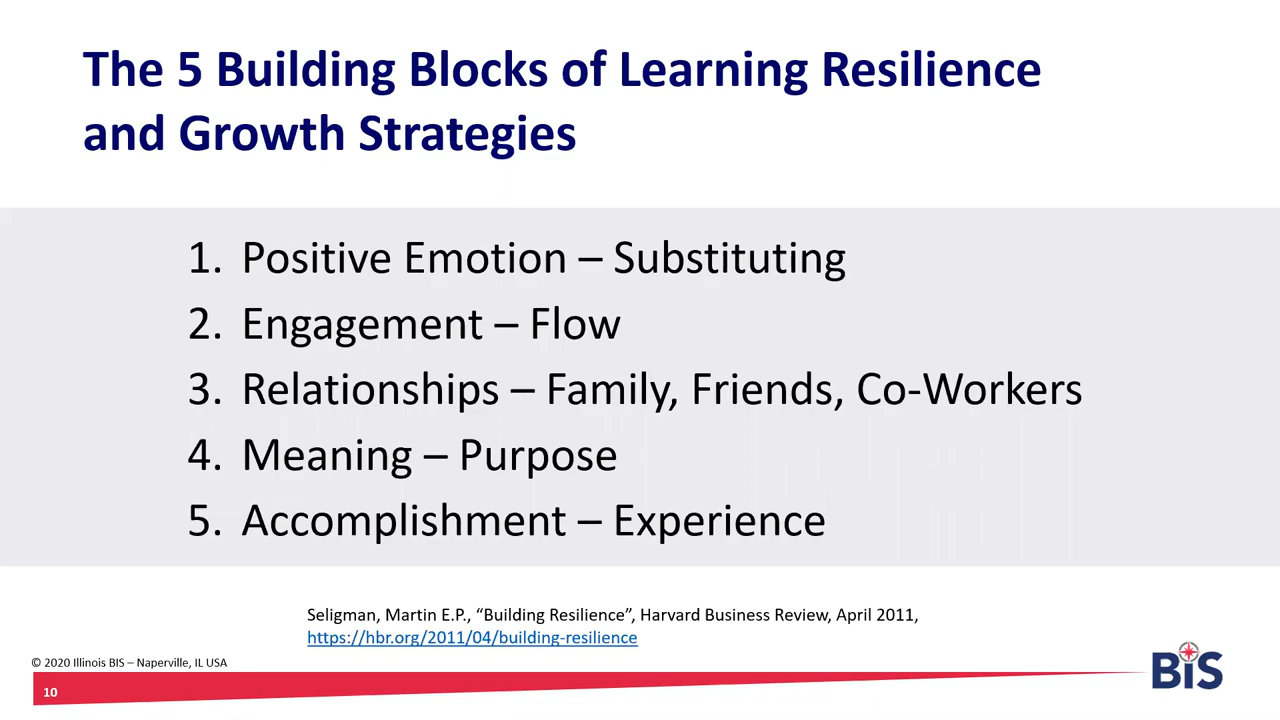 The 5 Building Blocks of Learning Resilience
and Growth Strategies
1. Positive Emotion – Substituting
2. Engagement – Flow
3. Relationships – Family, Friends, Co-Workers
4. Meaning – Purpose
5. Accomplishment – Experience
Seligman, Martin E.P., “Building Resilience”, Harvard Business Review, April 2011,
https://hbr.org/2011/04/building-resilience
© 2020 Illinois BIS – Naperville, IL USA
10
BiS